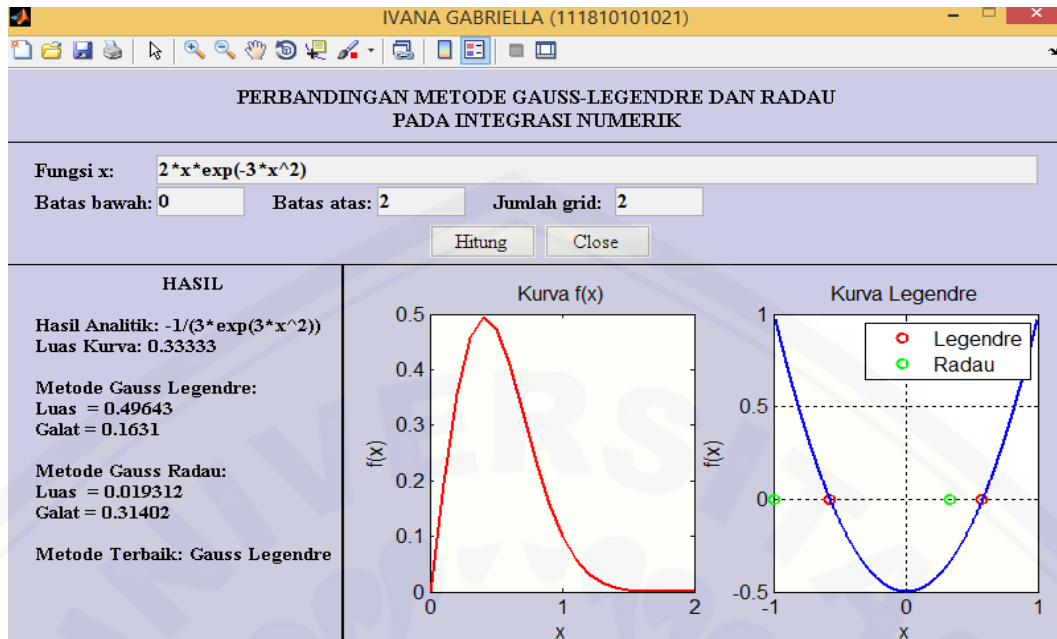 IVANA GABRIELLA (111810101021)
PERBANDINGAN METODE GAUSS-LEGENDRE DAN RADAU
PADA INTEGRASI NUMERIK
Fungsi x: 2*x*exp(-3*x^2)
Batas bawah: 0 Batas atas: 2 Jumlah grid: 2
Hitung Close
HASIL
Hasil Analitik: -1/(3*exp(3*x^2))
Luas Kurva: 0.33333
Metode Gauss Legendre:
Luas = 0.49643
Galat = 0.1631
Metode Gauss Radau:
Luas = 0.019312
Galat = 0.31402
Metode Terbaik: Gauss Legendre
Kurva f(x)
0.5
0.4
0.3
0.2
0.1
0
f(x)
0 1 2
x
Kurva Legendre
Legendre
Radau
1
0.5
0
-0.5
f(x)
-1 0 1
x
UNIVERSITA